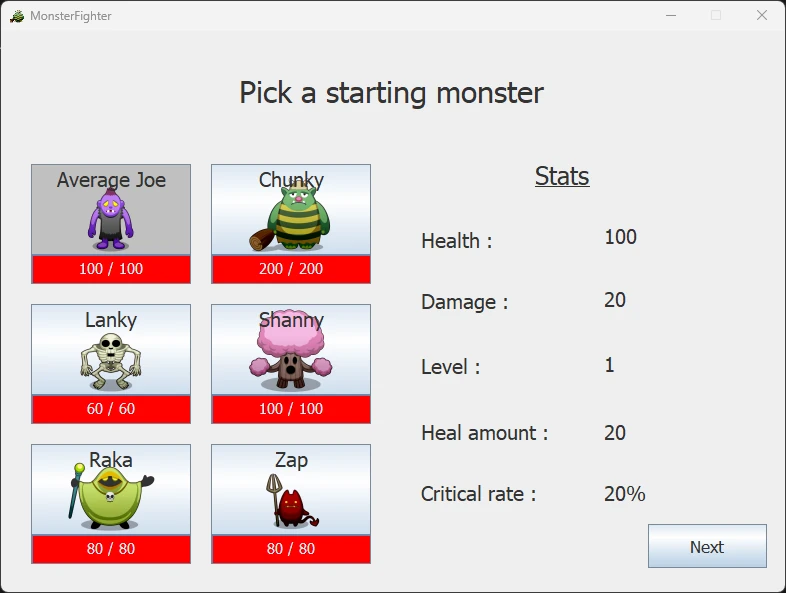 MonsterFighter
Pick a starting monster
Average Joe
100 / 100
Chunky
200 / 200
Lanky
60 / 60
Shanny
100 / 100
Raka
80 / 80
Zap
80 / 80
Stats
Health : 100
Damage : 20
Level : 1
Heal amount : 20
Critical rate : 20%
Next